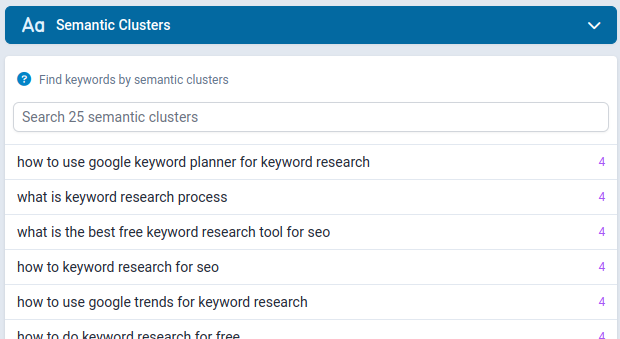 Aa Semantic Clusters
? Find keywords by semantic clusters
Search 25 semantic clusters
how to use google keyword planner for keyword research 4
what is keyword research process 4
what is the best free keyword research tool for seo 4
how to keyword research for seo 4
how to use google trends for keyword research 4
how to do keyword research for free 4